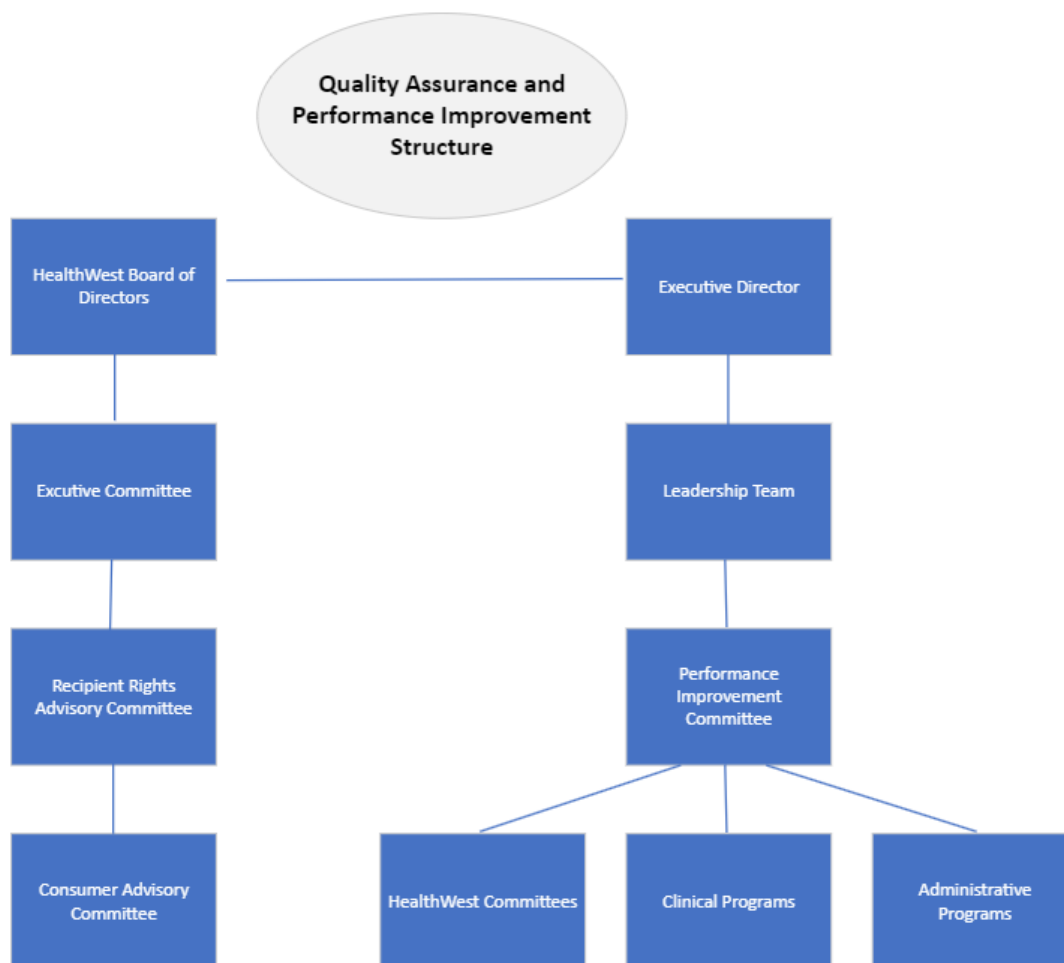 Quality Assurance and
Performance Improvement
Structure
HealthWest Board of
Directors
Executive Director
Excutive Committee
Leadership Team
Recipient Rights
Advisory Committee
Performance
Improvement
Committee
Consumer Advisory
Committee
HealthWest Committees
Clinical Programs
Administrative
Programs